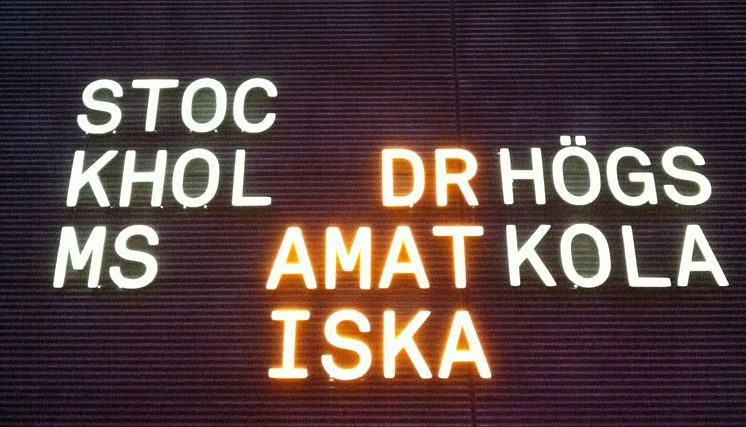 STOC
KHOL
MS
DR
AMAT
ISKA
HÖGS
KOLA